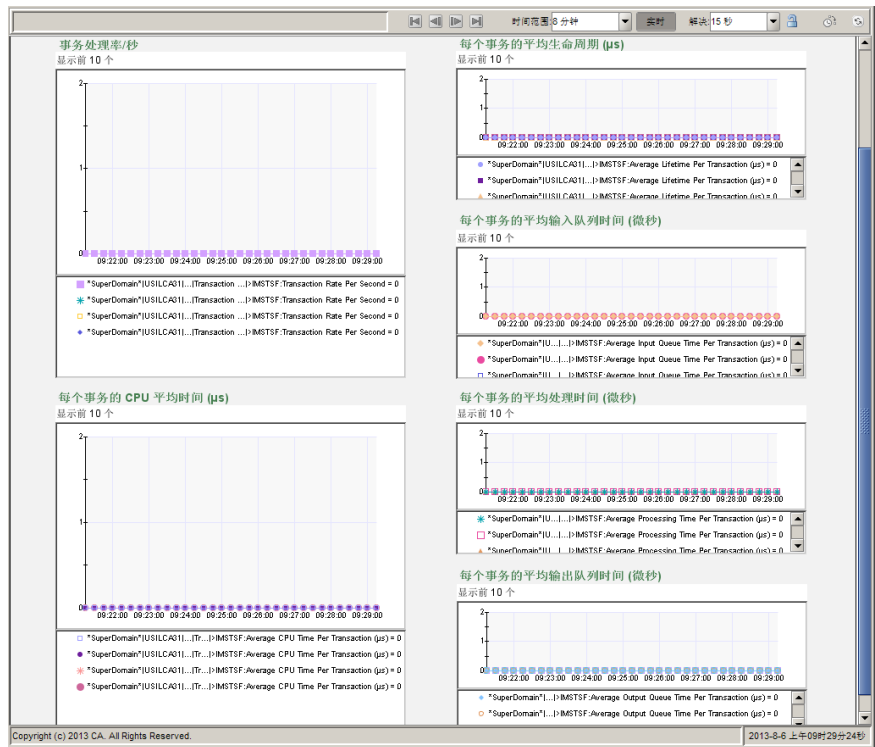 时间范围:8 分钟 实时 解决:15 秒
事务处理率/秒
显示前 10 个
2
1
0
09:22:00 09:23:00 09:24:00 09:25:00 09:26:00 09:27:00 09:28:00 09:29:00
*SuperDomain*|USILCA31|...|Transaction ...|>IMSTSF:Transaction Rate Per Second = 0
*SuperDomain*|USILCA31|...|Transaction ...|>IMSTSF:Transaction Rate Per Second = 0
*SuperDomain*|USILCA31|...|Transaction ...|>IMSTSF:Transaction Rate Per Second = 0
*SuperDomain*|USILCA31|...|Transaction ...|>IMSTSF:Transaction Rate Per Second = 0
每个事务的 CPU 平均时间 (µs)
显示前 10 个
2
1
0
09:22:00 09:23:00 09:24:00 09:25:00 09:26:00 09:27:00 09:28:00 09:29:00
*SuperDomain*|USILCA31|...|Tr...|>IMSTSF:Average CPU Time Per Transaction (µs) = 0
*SuperDomain*|USILCA31|...|Tr...|>IMSTSF:Average CPU Time Per Transaction (µs) = 0
*SuperDomain*|USILCA31|...|Tr...|>IMSTSF:Average CPU Time Per Transaction (µs) = 0
*SuperDomain*|USILCA31|...|Tr...|>IMSTSF:Average CPU Time Per Transaction (µs) = 0
每个事务的平均生命周期 (µs)
显示前 10 个
2
1
0
09:22:00 09:23:00 09:24:00 09:25:00 09:26:00 09:27:00 09:28:00 09:29:00
*SuperDomain*|USILCA31|...|>IMSTSF:Average Lifetime Per Transaction (µs) = 0
*SuperDomain*|USILCA31|...|>IMSTSF:Average Lifetime Per Transaction (µs) = 0
*SuperDomain*|USILCA31|...|>IMSTSF:Average Lifetime Per Transaction (µs) = 0
每个事务的平均输入队列时间 (微秒)
显示前 10 个
2
1
0
09:22:00 09:23:00 09:24:00 09:25:00 09:26:00 09:27:00 09:28:00 09:29:00
*SuperDomain*|U...|...|>IMSTSF:Average Input Queue Time Per Transaction (µs) = 0
*SuperDomain*|U...|...|>IMSTSF:Average Input Queue Time Per Transaction (µs) = 0
*SuperDomain*|U...|...|>IMSTSF:Average Input Queue Time Per Transaction (µs) = 0
每个事务的平均处理时间 (微秒)
显示前 10 个
2
1
0
09:22:00 09:23:00 09:24:00 09:25:00 09:26:00 09:27:00 09:28:00 09:29:00
*SuperDomain*|U...|...|>IMSTSF:Average Processing Time Per Transaction (µs) = 0
*SuperDomain*|U...|...|>IMSTSF:Average Processing Time Per Transaction (µs) = 0
*SuperDomain*|U...|...|>IMSTSF:Average Processing Time Per Transaction (µs) = 0
每个事务的平均输出队列时间 (微秒)
显示前 10 个
2
1
0
09:22:00 09:23:00 09:24:00 09:25:00 09:26:00 09:27:00 09:28:00 09:29:00
*SuperDomain*|...|...|>IMSTSF:Average Output Queue Time Per Transaction (µs) = 0
*SuperDomain*|...|...|>IMSTSF:Average Output Queue Time Per Transaction (µs) = 0
Copyright (c) 2013 CA. All Rights Reserved.
2013-8-6 上午09时29分24秒